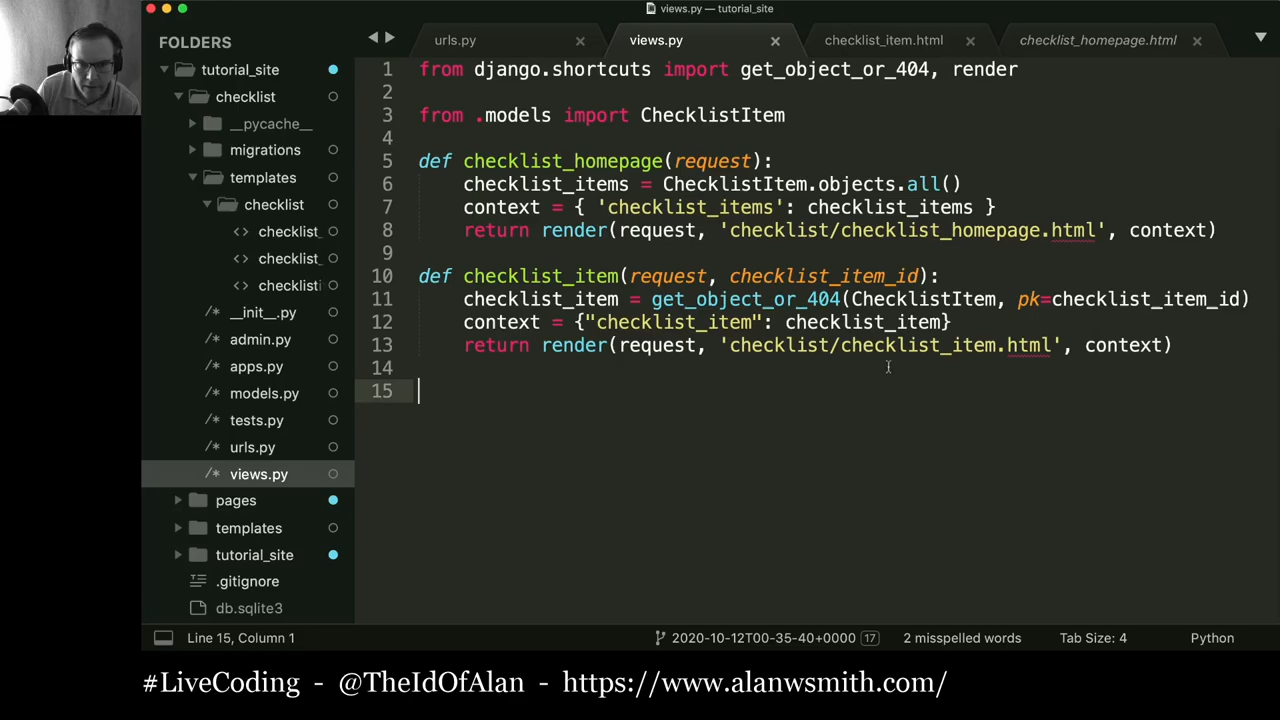 views.py — tutorial_site
FOLDERS
tutorial_site
checklist
__pycache__
migrations
templates
checklist
checklist_
checklist_
checklisti
__init__.py
admin.py
apps.py
models.py
tests.py
urls.py
views.py
pages
templates
tutorial_site
.gitignore
db.sqlite3
urls.py
views.py
checklist_item.html
checklist_homepage.html
1 from django.shortcuts import get_object_or_404, render
2
3 from .models import ChecklistItem
4
5 def checklist_homepage(request):
6 checklist_items = ChecklistItem.objects.all()
7 context = { 'checklist_items': checklist_items }
8 return render(request, 'checklist/checklist_homepage.html', context)
9
10 def checklist_item(request, checklist_item_id):
11 checklist_item = get_object_or_404(ChecklistItem, pk=checklist_item_id)
12 context = {"checklist_item": checklist_item}
13 return render(request, 'checklist/checklist_item.html', context)
14
15
Line 15, Column 1
2020-10-12T00-35-40+0000 17
2 misspelled words
Tab Size: 4
Python
#LiveCoding - @TheIdOfAlan - https://www.alanwsmith.com/